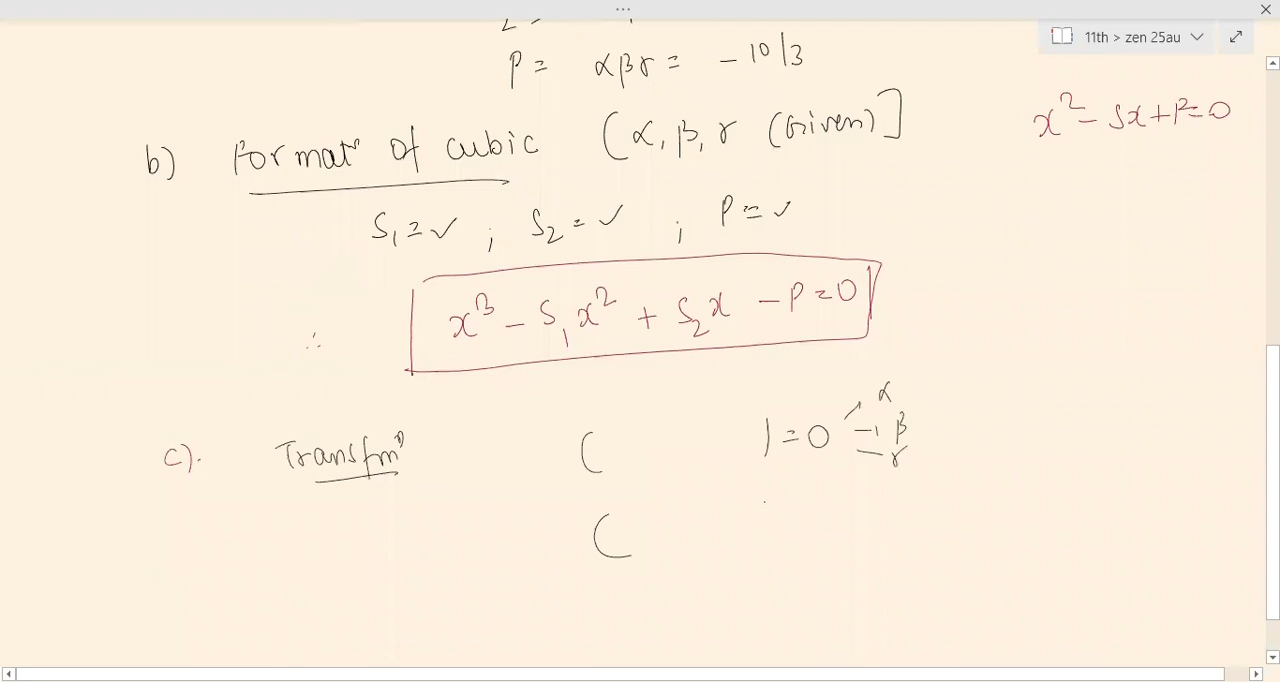 11th > zen 25au
P = αβγ = - 10/3
x² - Sx + P = 0
b) Formatⁿ of cubic (α, β, γ (Given)]
S₁ = ✓ ; S₂ = ✓ ; P = ✓
∴ x³ - S₁x² + S₂x - P = 0
c). Transfmⁿ ( ) = 0 α
β
γ
(